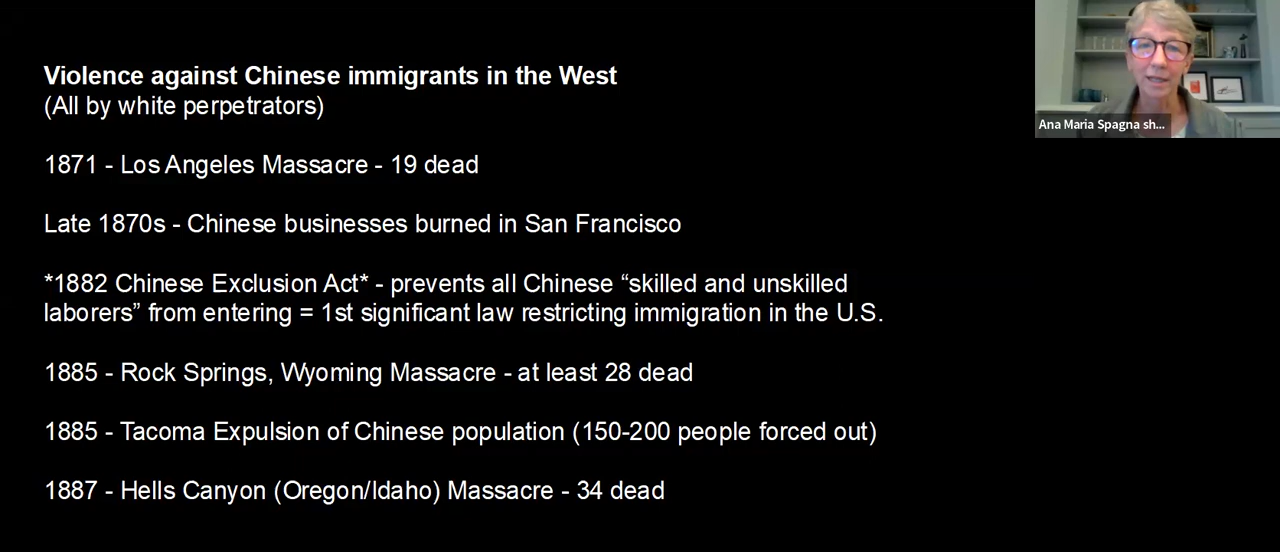 Violence against Chinese immigrants in the West
(All by white perpetrators)
1871 - Los Angeles Massacre - 19 dead
Late 1870s - Chinese businesses burned in San Francisco
*1882 Chinese Exclusion Act* - prevents all Chinese “skilled and unskilled
laborers” from entering = 1st significant law restricting immigration in the U.S.
1885 - Rock Springs, Wyoming Massacre - at least 28 dead
1885 - Tacoma Expulsion of Chinese population (150-200 people forced out)
1887 - Hells Canyon (Oregon/Idaho) Massacre - 34 dead
Ana Maria Spagna sh...